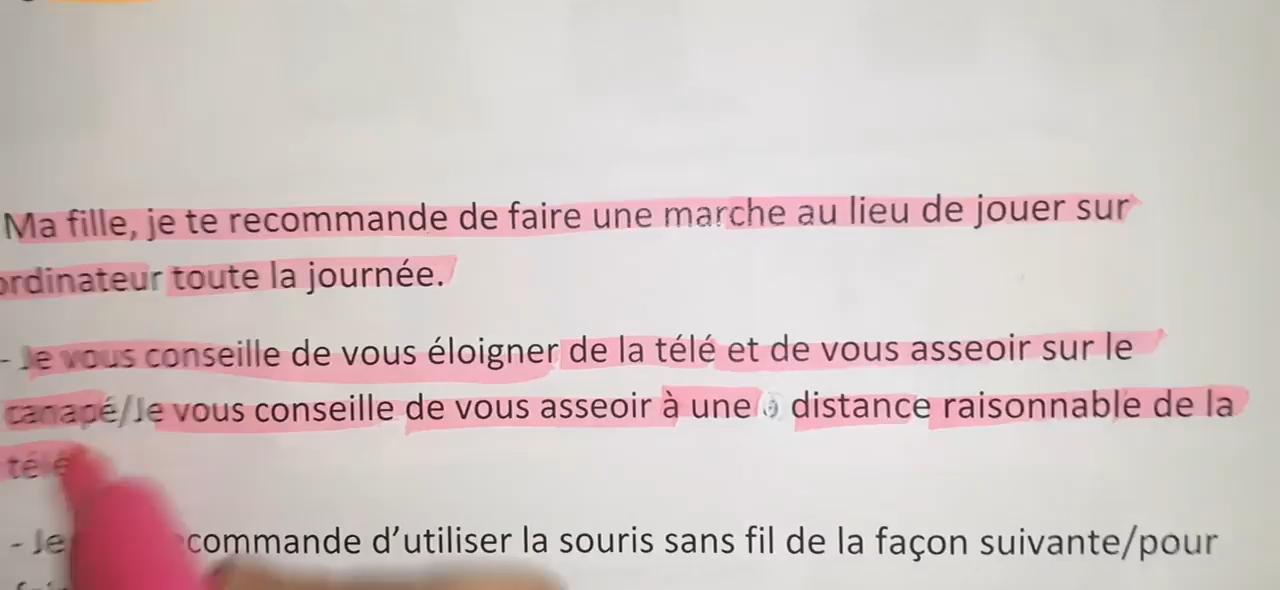 Ma fille, je te recommande de faire une marche au lieu de jouer sur
ordinateur toute la journée.
- Je vous conseille de vous éloigner de la télé et de vous asseoir sur le
canapé/Je vous conseille de vous asseoir à une distance raisonnable de la
télé
- Je commande d’utiliser la souris sans fil de la façon suivante/pour